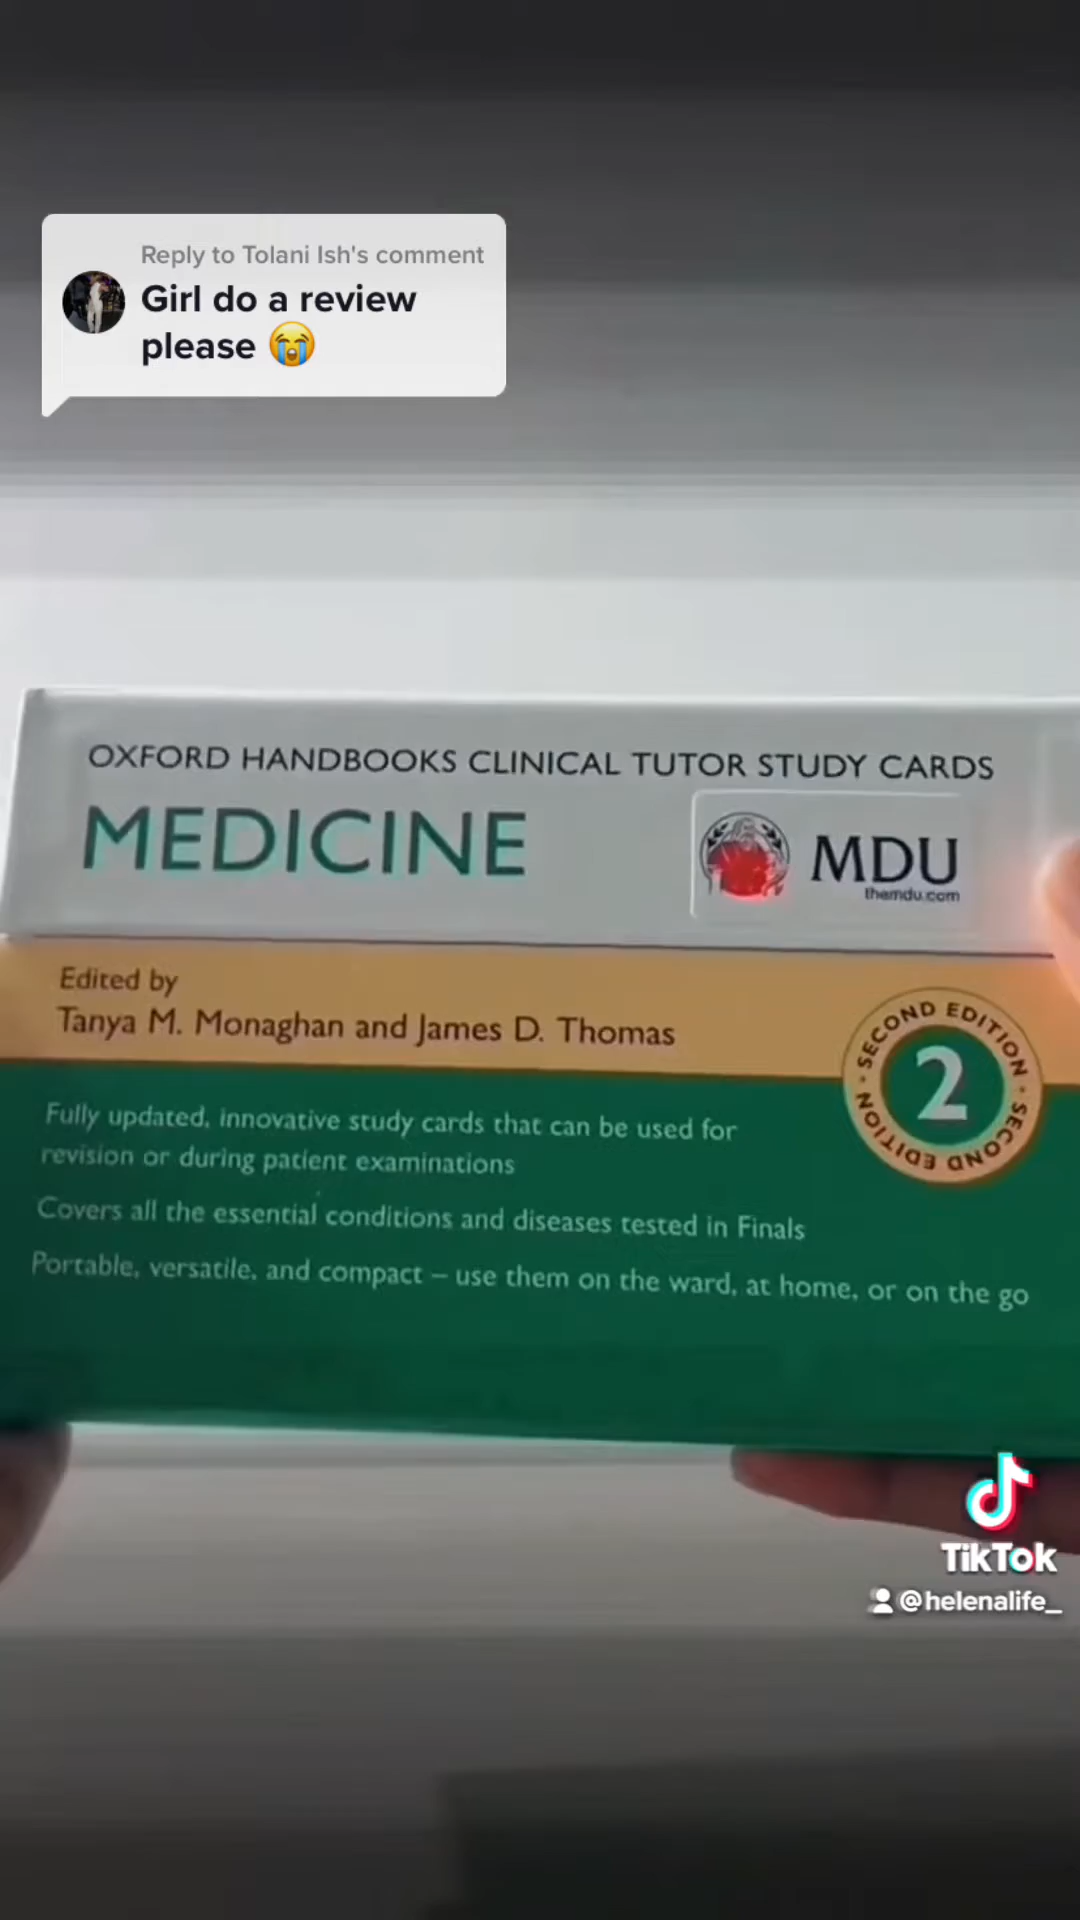 Reply to Tolani Ish's comment
Girl do a review
please 😭
OXFORD HANDBOOKS CLINICAL TUTOR STUDY CARDS
MEDICINE
MDU
themdu.com
Edited by
Tanya M. Monaghan and James D. Thomas
SECOND EDITION · SECOND EDITION ·
2
Fully updated, innovative study cards that can be used for
revision or during patient examinations
Covers all the essential conditions and diseases tested in Finals
Portable, versatile, and compact – use them on the ward, at home, or on the go
TikTok
@helenalife_